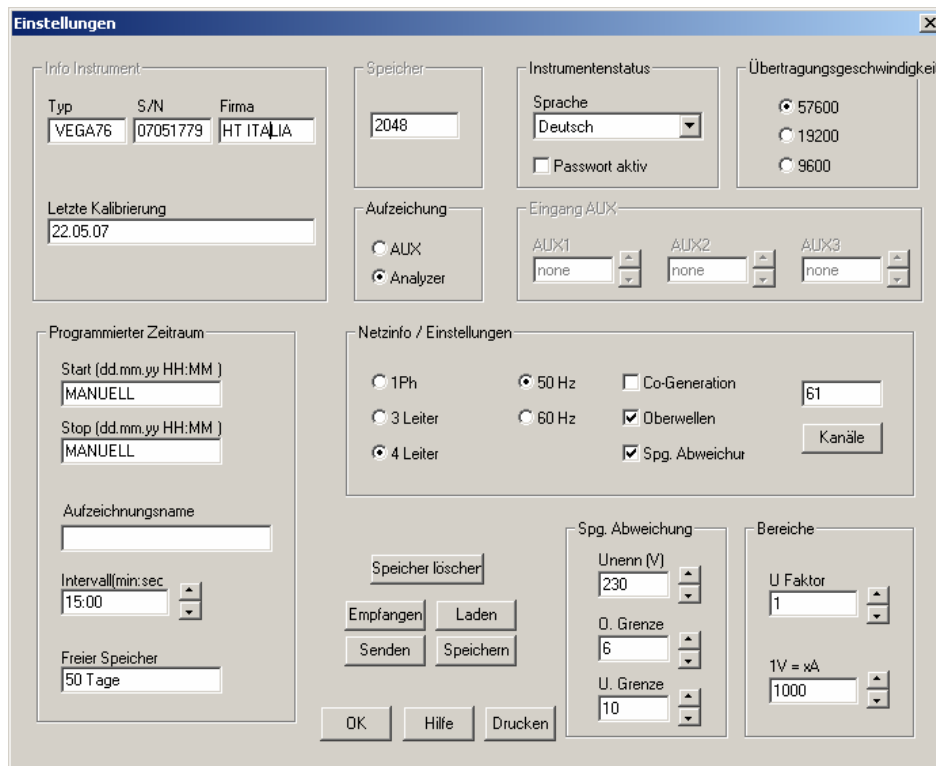 Einstellungen
Info Instrument
Typ
S/N
Firma
VEGA76
07051779
HT ITALIA
Letzte Kalibrierung
22.05.07
Speicher
2048
Instrumentenstatus
Sprache
Deutsch
Passwort aktiv
Übertragungsgeschwindigkei
57600
19200
9600
Aufzeichung
AUX
Analyzer
Eingang AUX
AUX1
AUX2
AUX3
none
none
none
Programmierter Zeitraum
Start (dd.mm.yy HH:MM )
MANUELL
Stop (dd.mm.yy HH:MM )
MANUELL
Aufzeichnungsname
Intervall(min:sec
15:00
Freier Speicher
50 Tage
Netzinfo / Einstellungen
1Ph
50 Hz
Co-Generation
61
3 Leiter
60 Hz
Oberwellen
Kanäle
4 Leiter
Spg. Abweichur
Speicher löscher
Empfangen
Laden
Senden
Speichern
OK
Hilfe
Drucken
Spg. Abweichung
Unenn (V)
230
O. Grenze
6
U. Grenze
10
Bereiche
U Faktor
1
1V = xA
1000